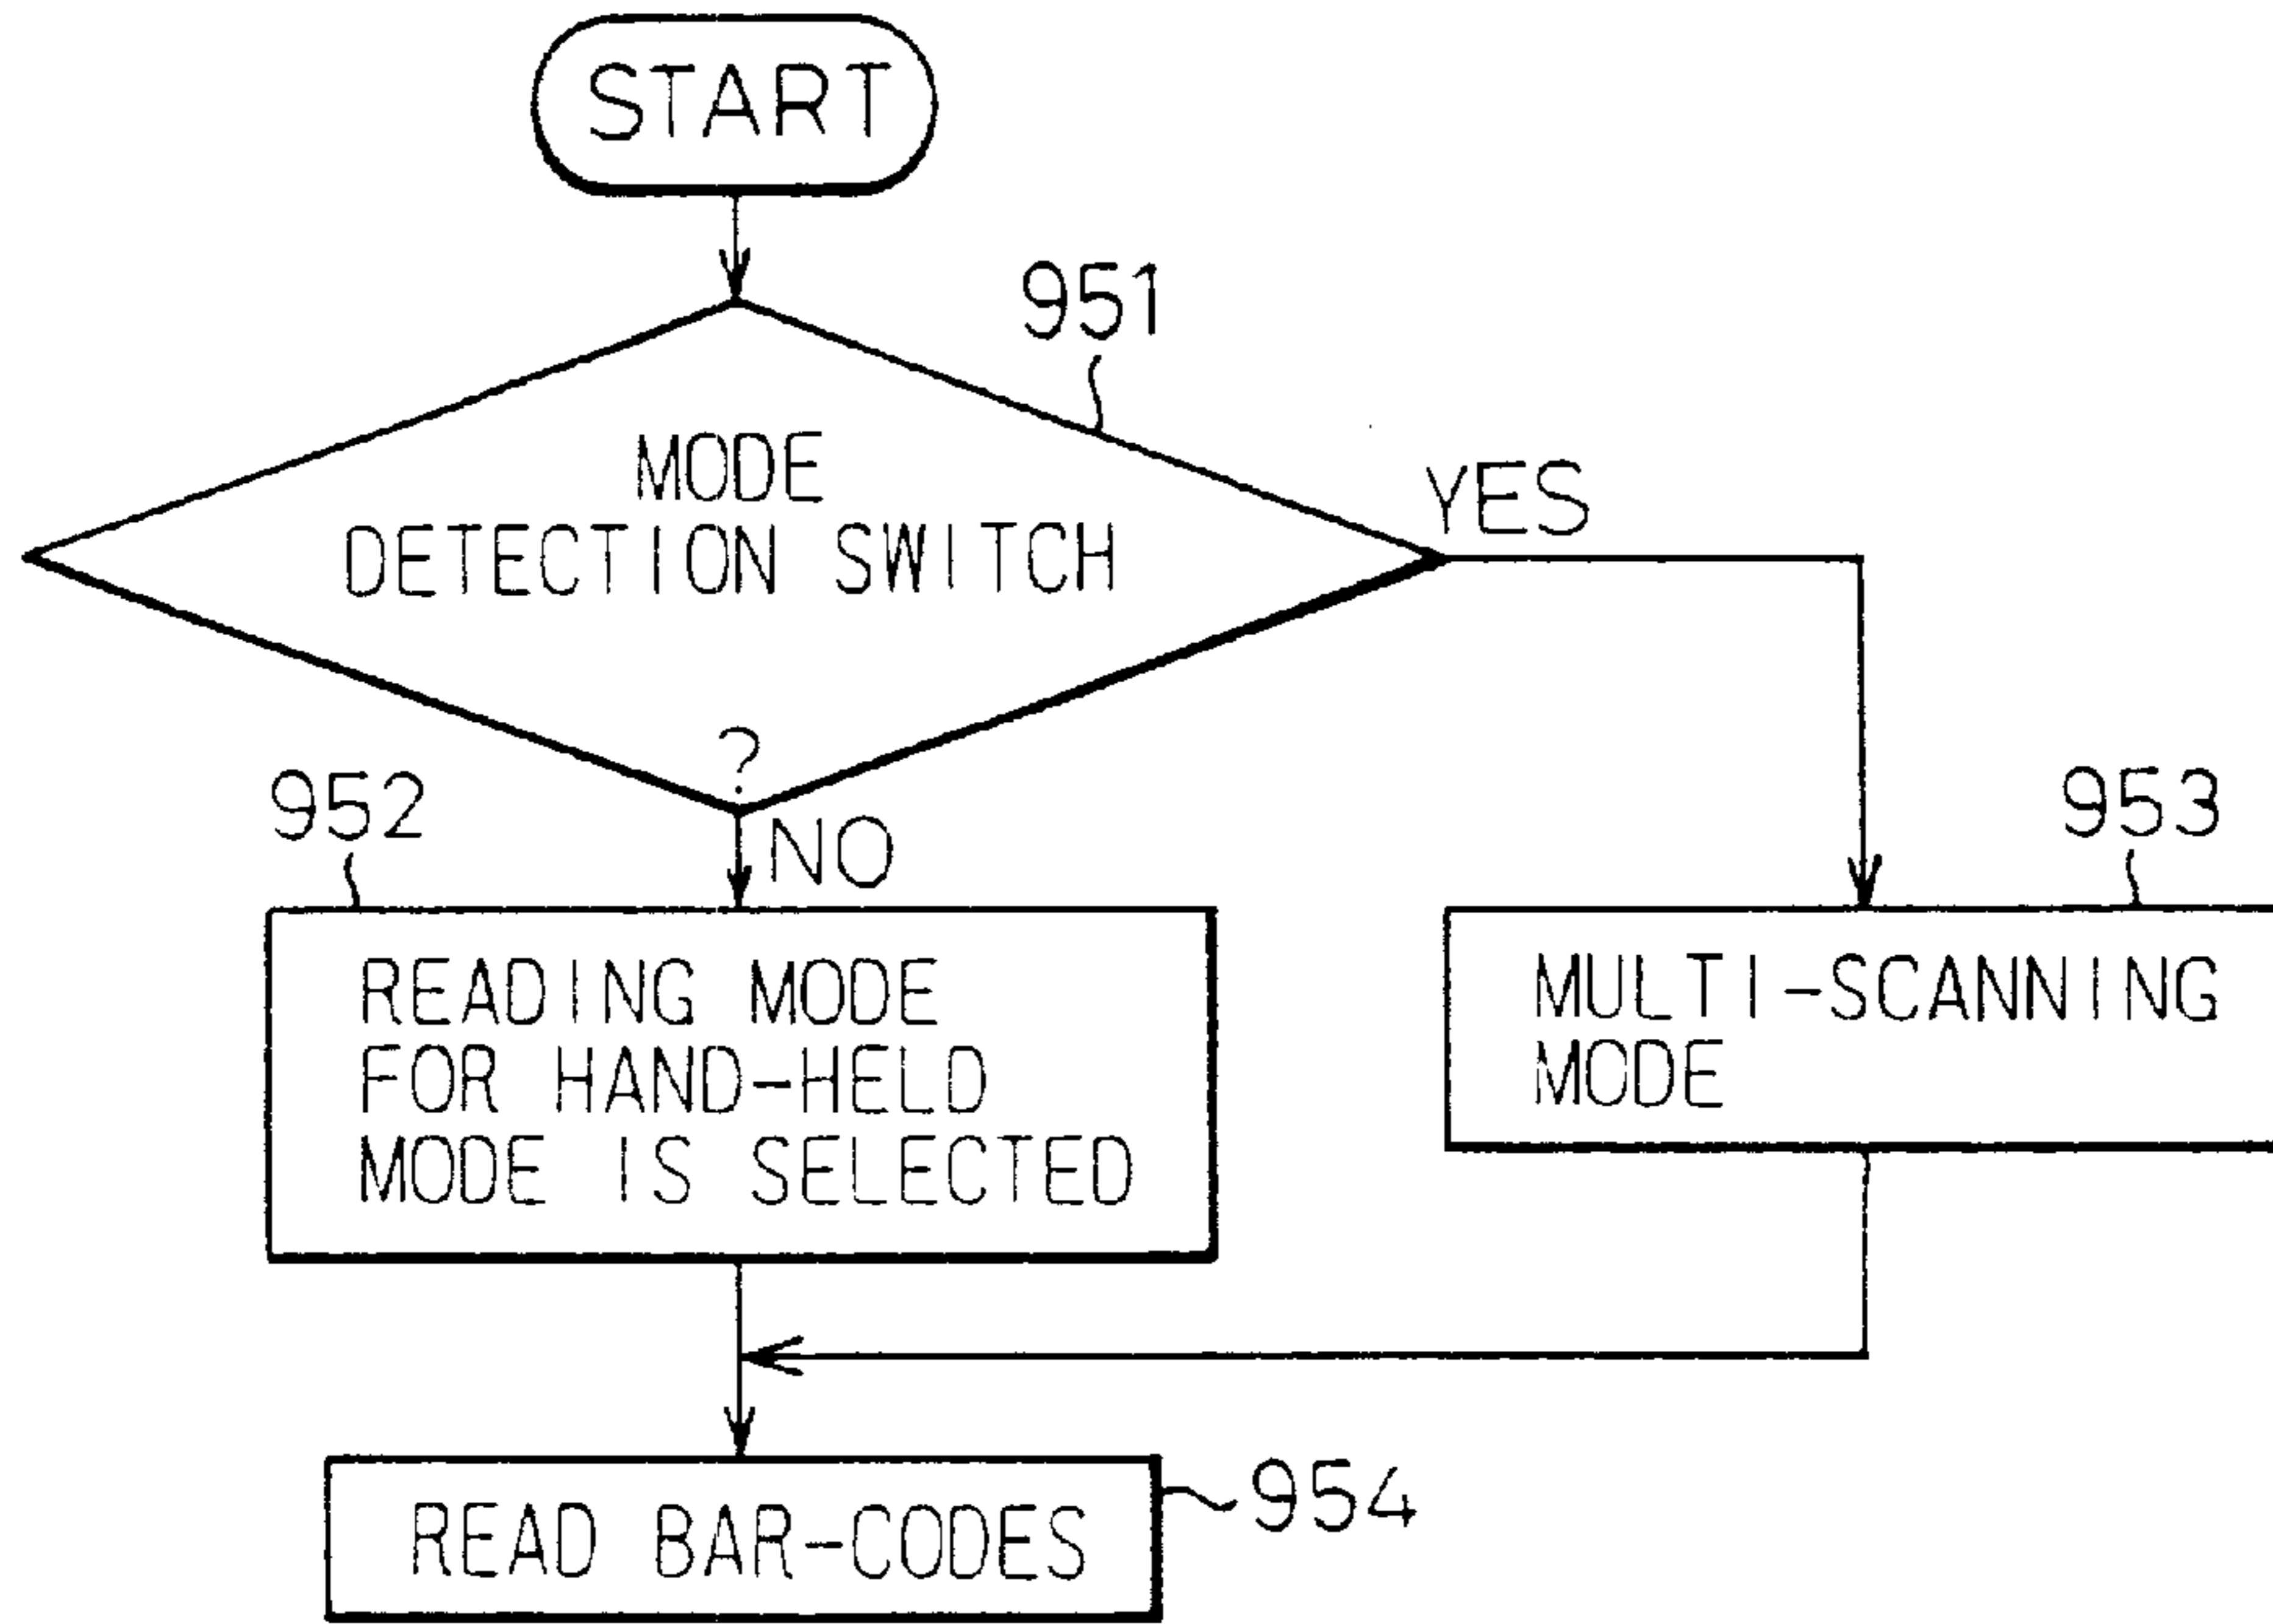 START
951
MODE
DETECTION SWITCH
?
YES
NO
952
READING MODE
FOR HAND-HELD
MODE IS SELECTED
953
MULTI-SCANNING
MODE
READ BAR-CODES
954